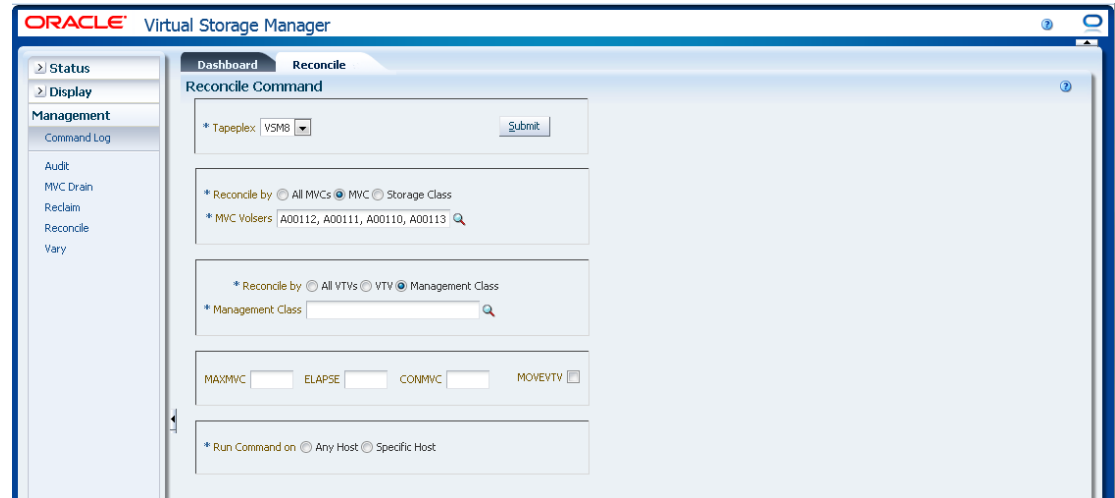 ORACLE Virtual Storage Manager
Status
Display
Management
Command Log
Audit
MVC Drain
Reclaim
Reconcile
Vary
Dashboard Reconcile
Reconcile Command
* Tapeplex VSM8 Submit
* Reconcile by All MVCs MVC Storage Class
* MVC Volsers A00112, A00111, A00110, A00113
* Reconcile by All VTVs VTV Management Class
* Management Class
MAXMVC ELAPSE CONMVC MOVEVTV
* Run Command on Any Host Specific Host